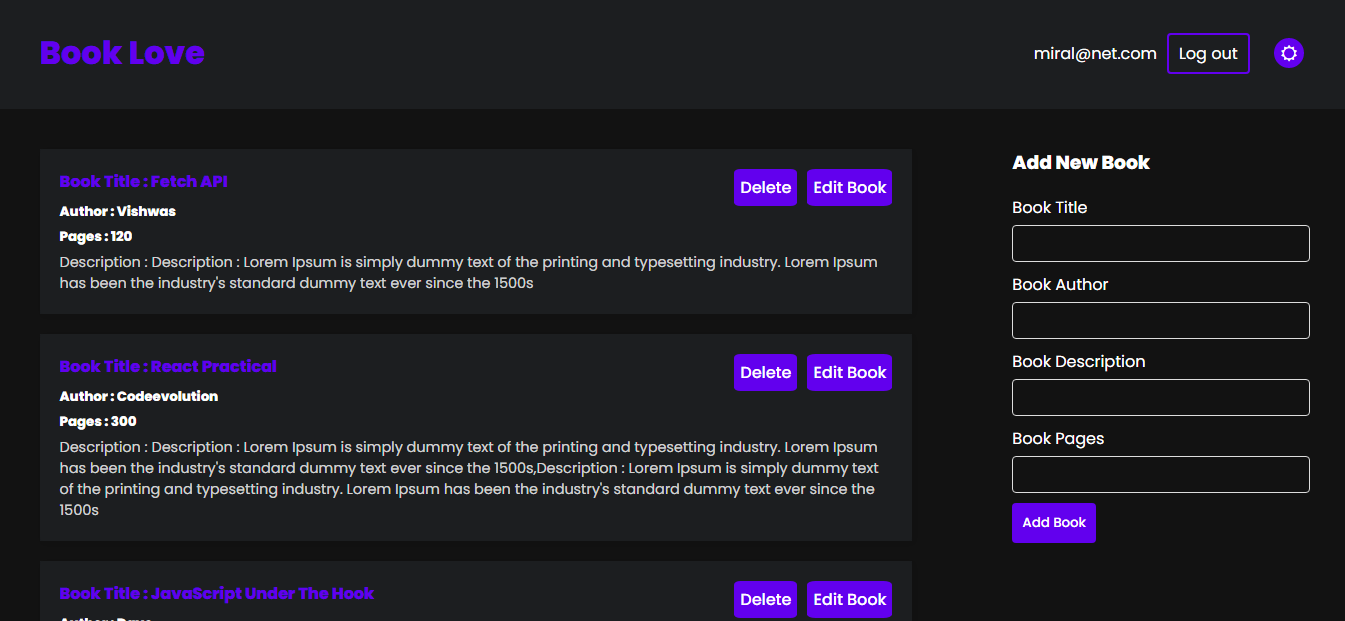 Book Love
miral@net.com
Log out
Book Title : Fetch API
Delete
Edit Book
Author : Vishwas
Pages : 120
Description : Description : Lorem Ipsum is simply dummy text of the printing and typesetting industry. Lorem Ipsum
has been the industry's standard dummy text ever since the 1500s
Book Title : React Practical
Delete
Edit Book
Author : Codeevolution
Pages : 300
Description : Description : Lorem Ipsum is simply dummy text of the printing and typesetting industry. Lorem Ipsum
has been the industry's standard dummy text ever since the 1500s,Description : Lorem Ipsum is simply dummy text
of the printing and typesetting industry. Lorem Ipsum has been the industry's standard dummy text ever since the
1500s
Book Title : JavaScript Under The Hook
Delete
Edit Book
Add New Book
Book Title
Book Author
Book Description
Book Pages
Add Book